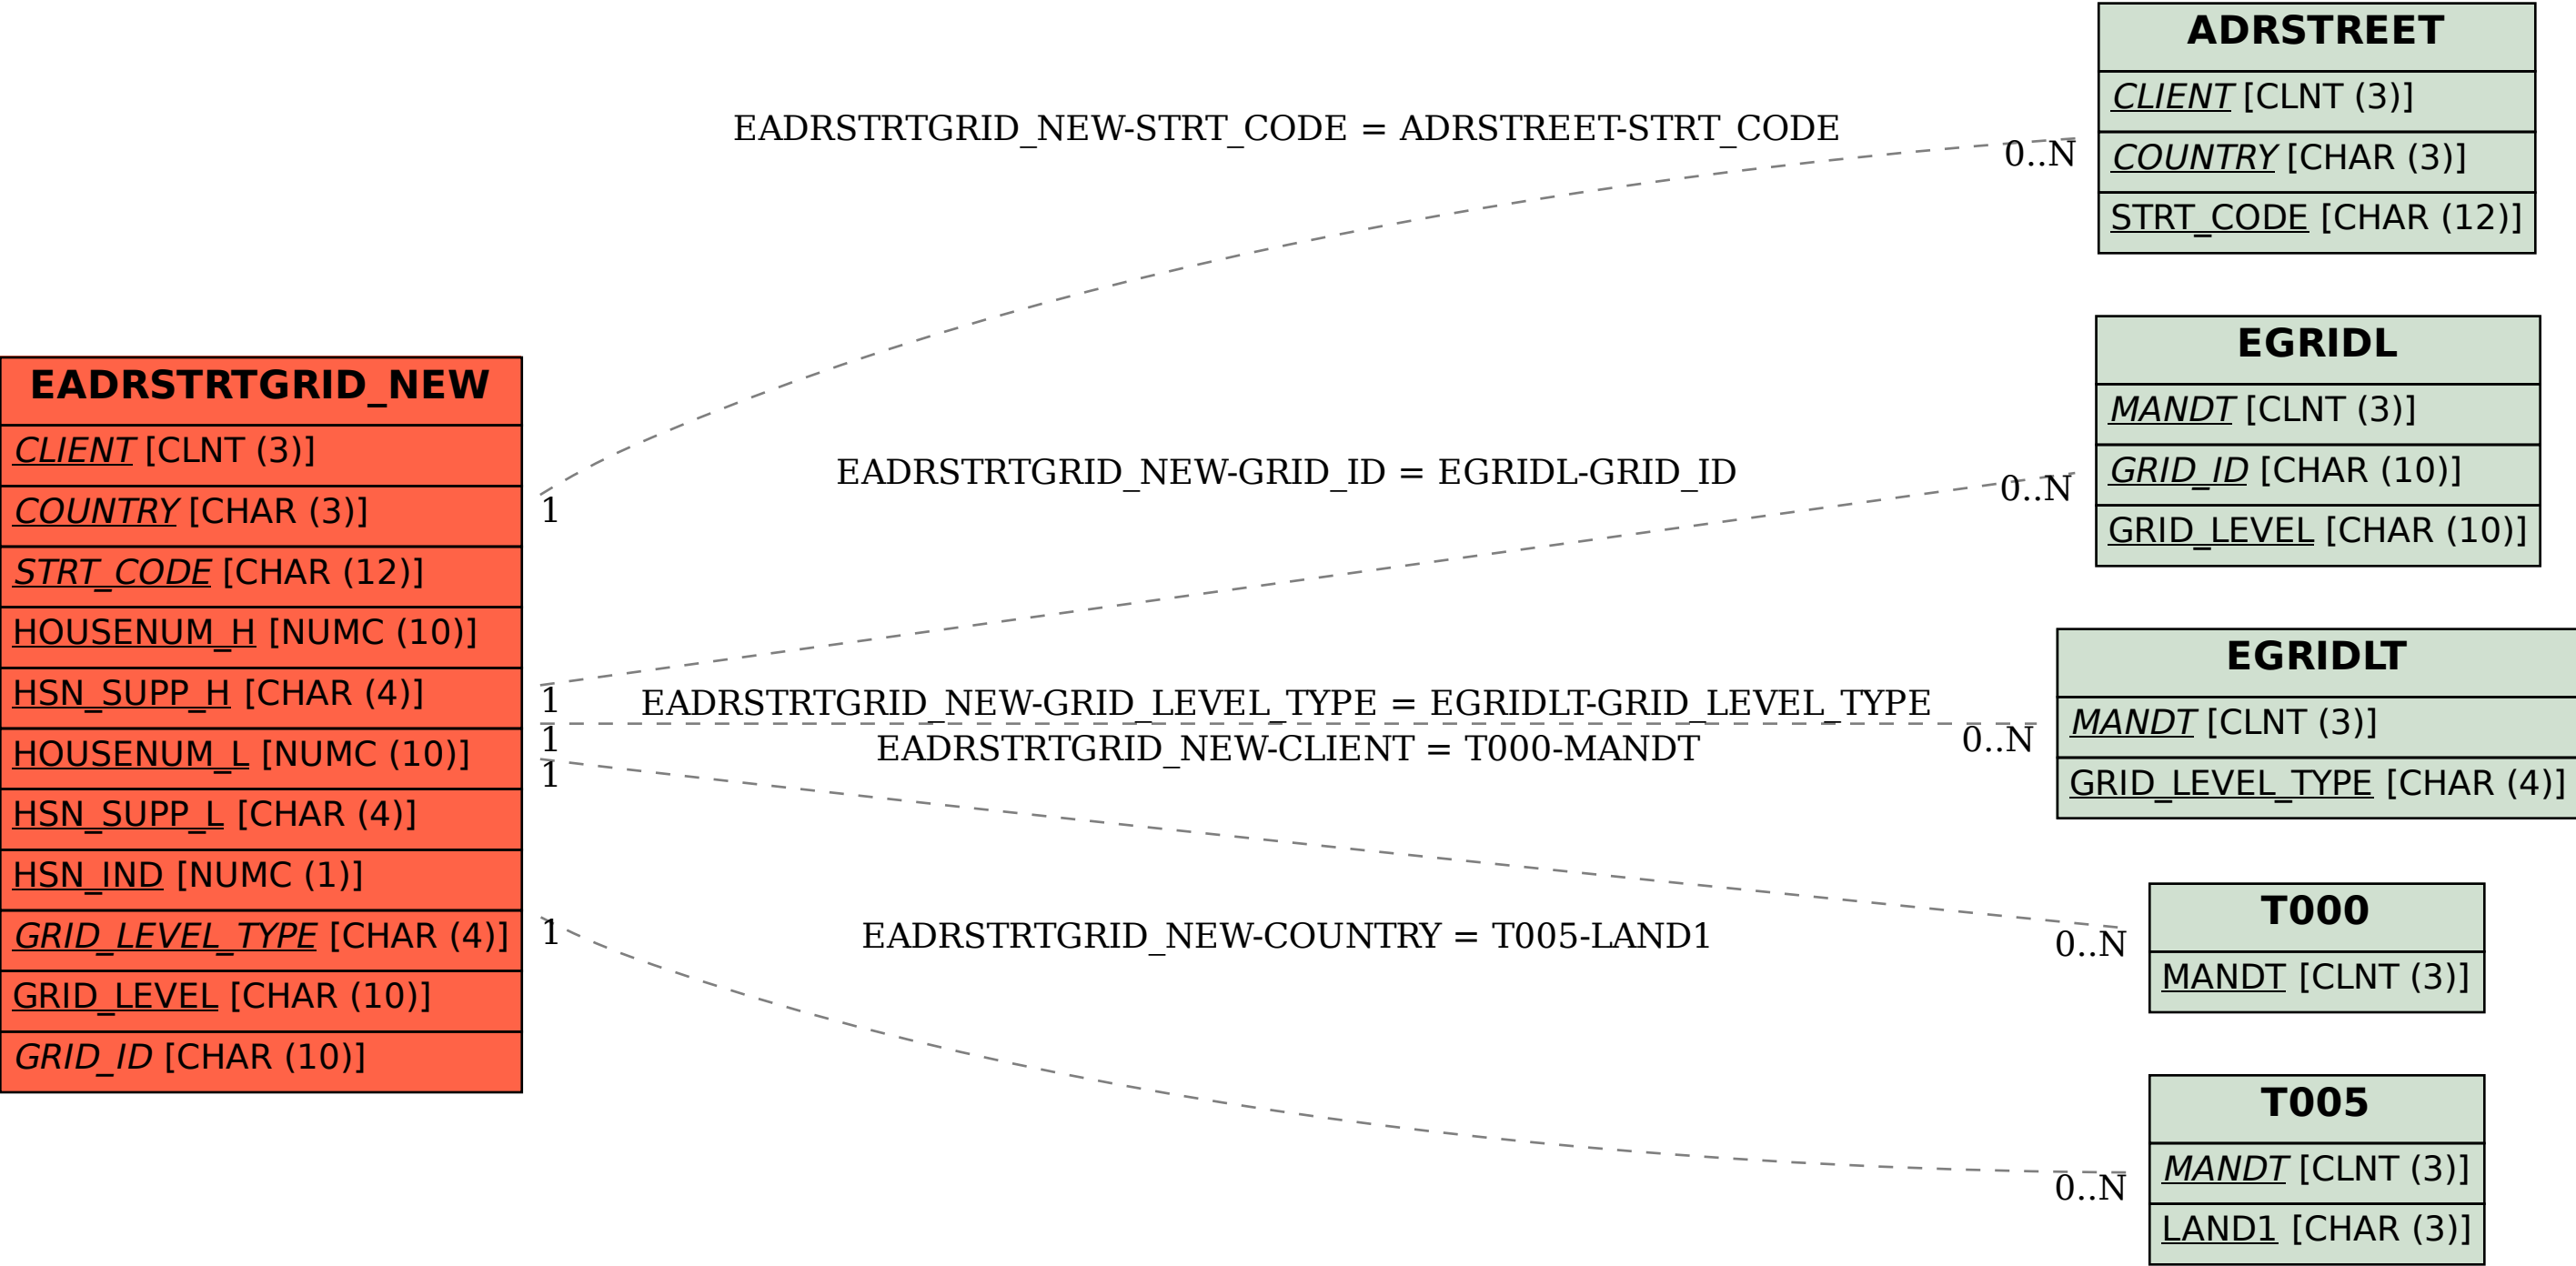 EADRSTRTGRID_NEW
CLIENT [CLNT (3)]
COUNTRY [CHAR (3)]
STRT_CODE [CHAR (12)]
HOUSENUM_H [NUMC (10)]
HSN_SUPP_H [CHAR (4)]
HOUSENUM_L [NUMC (10)]
HSN_SUPP_L [CHAR (4)]
HSN_IND [NUMC (1)]
GRID_LEVEL_TYPE [CHAR (4)]
GRID_LEVEL [CHAR (10)]
GRID_ID [CHAR (10)]
EADRSTRTGRID_NEW-STRT_CODE = ADRSTREET-STRT_CODE
0..N
1
EADRSTRTGRID_NEW-GRID_ID = EGRIDL-GRID_ID
0..N
1
EADRSTRTGRID_NEW-GRID_LEVEL_TYPE = EGRIDLT-GRID_LEVEL_TYPE
0..N
1
EADRSTRTGRID_NEW-CLIENT = T000-MANDT
0..N
1
EADRSTRTGRID_NEW-COUNTRY = T005-LAND1
0..N
1
ADRSTREET
CLIENT [CLNT (3)]
COUNTRY [CHAR (3)]
STRT_CODE [CHAR (12)]
EGRIDL
MANDT [CLNT (3)]
GRID_ID [CHAR (10)]
GRID_LEVEL [CHAR (10)]
EGRIDLT
MANDT [CLNT (3)]
GRID_LEVEL_TYPE [CHAR (4)]
T000
MANDT [CLNT (3)]
T005
MANDT [CLNT (3)]
LAND1 [CHAR (3)]